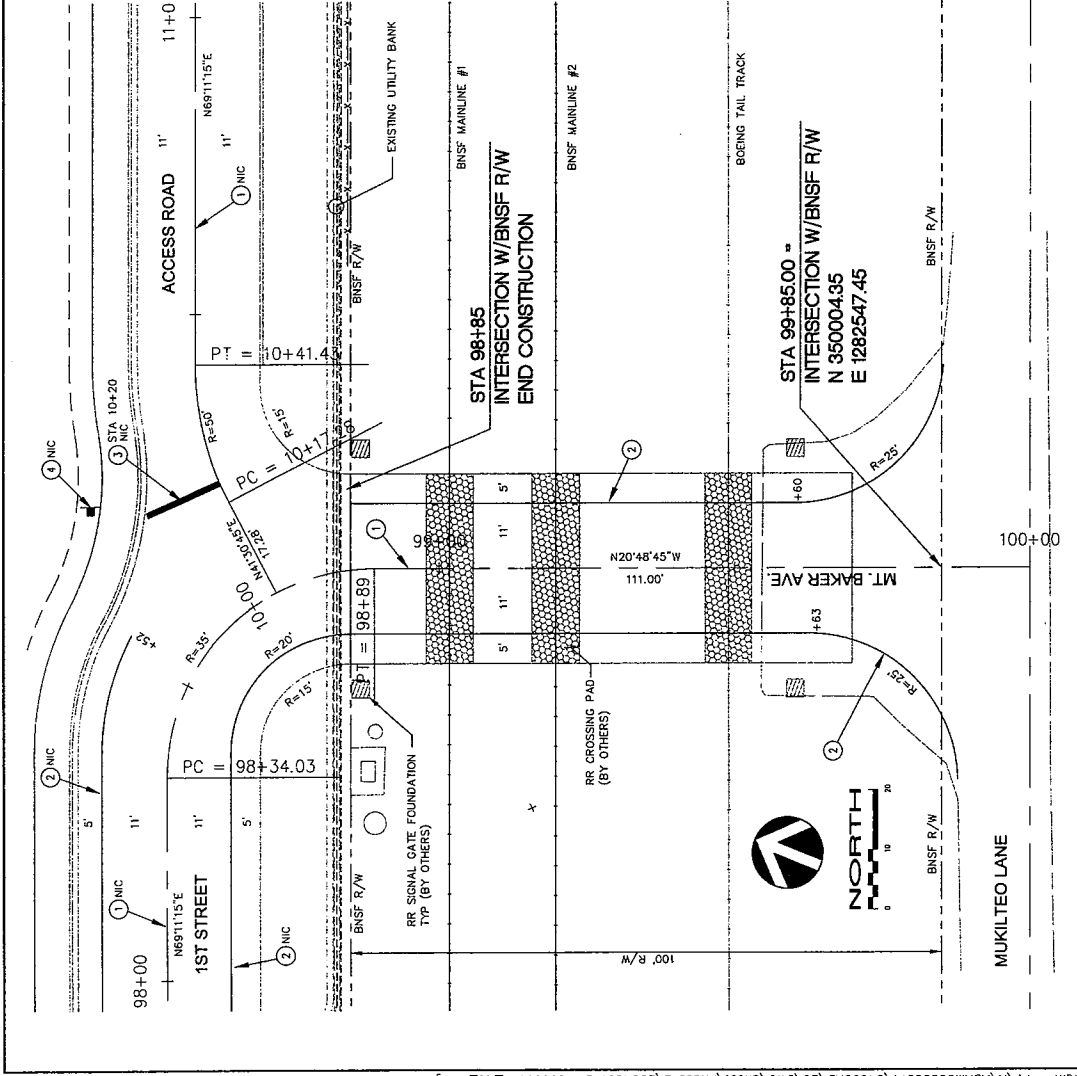 11+0
N69°11'15"E
11'
11'
ACCESS ROAD
1 NIC
EXISTING UTILITY BANK
BNSF MAINLINE #1
BNSF MAINLINE #2
BOEING TAIL TRACK
BNSF R/W
BNSF R/W
STA 98+85
INTERSECTION W/BNSF R/W
END CONSTRUCTION
STA 99+85.00 =
INTERSECTION W/BNSF R/W
N 350004.35
E 1282547.45
PT = 10+41.43
R=50'
R=15'
PC = 10+17
3 STA 10+20
NIC
4 NIC
N41°30'45"E
17.28'
10+00
+52
R=35'
R=20'
R=15'
PT = 98+89
1
99+00
5'
11'
11'
5'
2
N20°48'45"W
111.00'
MT. BAKER AVE.
+60
+63
R=25'
R=25'
2
100+00
2 NIC
PC = 98+34.03
5'
11'
11'
5'
1 NIC
N69°11'15"E
98+00
1ST STREET
2 NIC
BNSF R/W
RR SIGNAL GATE FOUNDATION
TYP (BY OTHERS)
RR CROSSING PAD
(BY OTHERS)
100' R/W
NORTH
0 10 20
BNSF R/W
MUKILTEO LANE